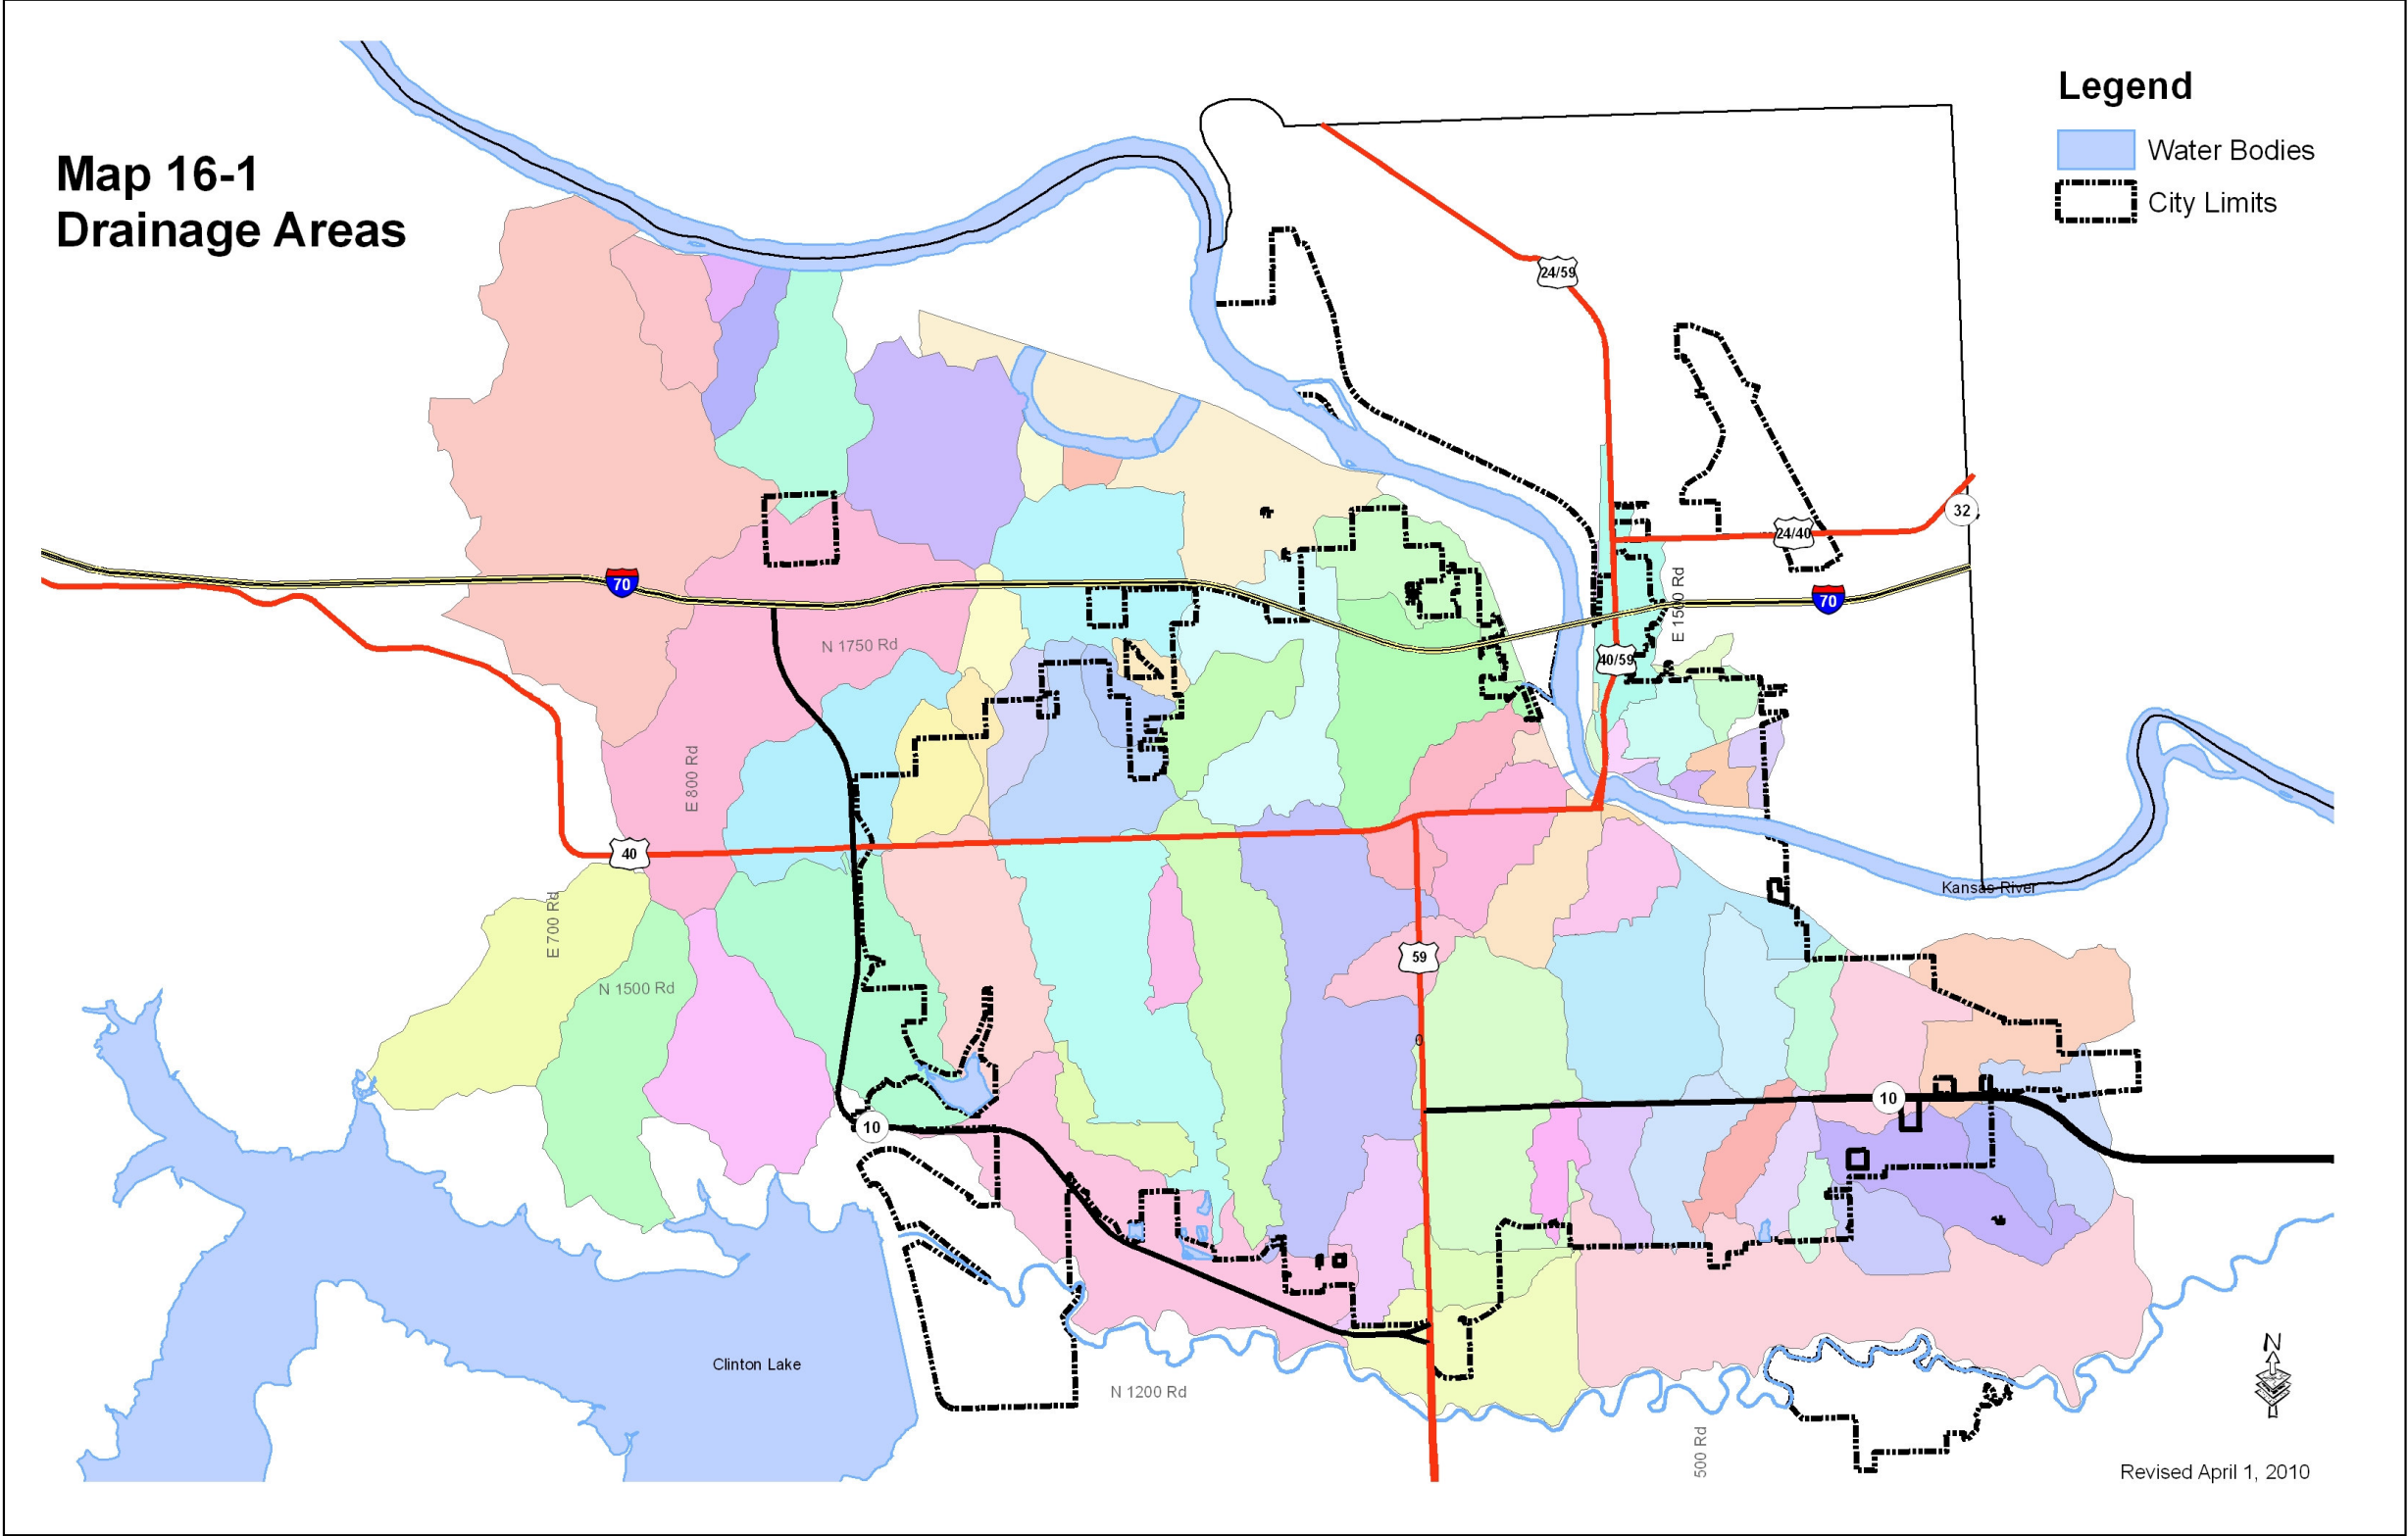 Map 16-1
Drainage Areas
Legend
Water Bodies
City Limits
24/59
32
24/40
70
70
E 1500 Rd
N 1750 Rd
40/59
E 800 Rd
40
Kansas River
E 700 Rd
59
N 1500 Rd
0
10
10
Clinton Lake
N 1200 Rd
500 Rd
N
Revised April 1, 2010